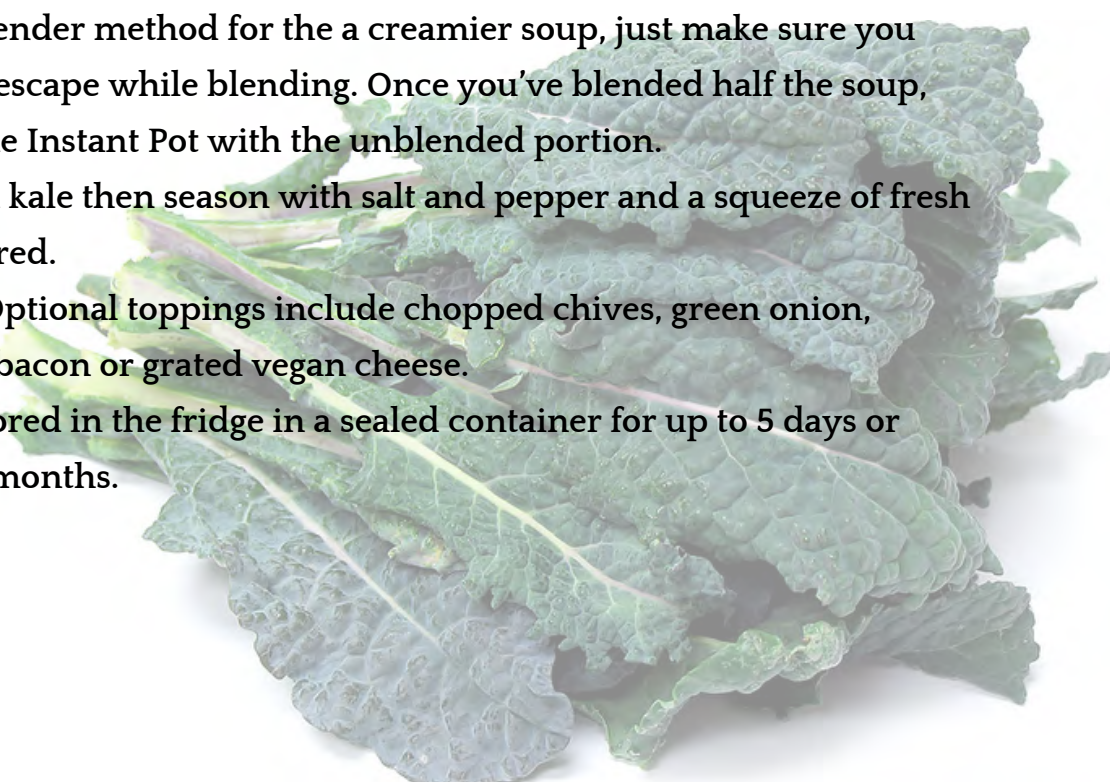 ender method for the a creamier soup, just make sure you
escape while blending. Once you've blended half the soup,
e Instant Pot with the unblended portion.
kale then season with salt and pepper and a squeeze of fresh
red.
Optional toppings include chopped chives, green onion,
bacon or grated vegan cheese.
ored in the fridge in a sealed container for up to 5 days or
months.